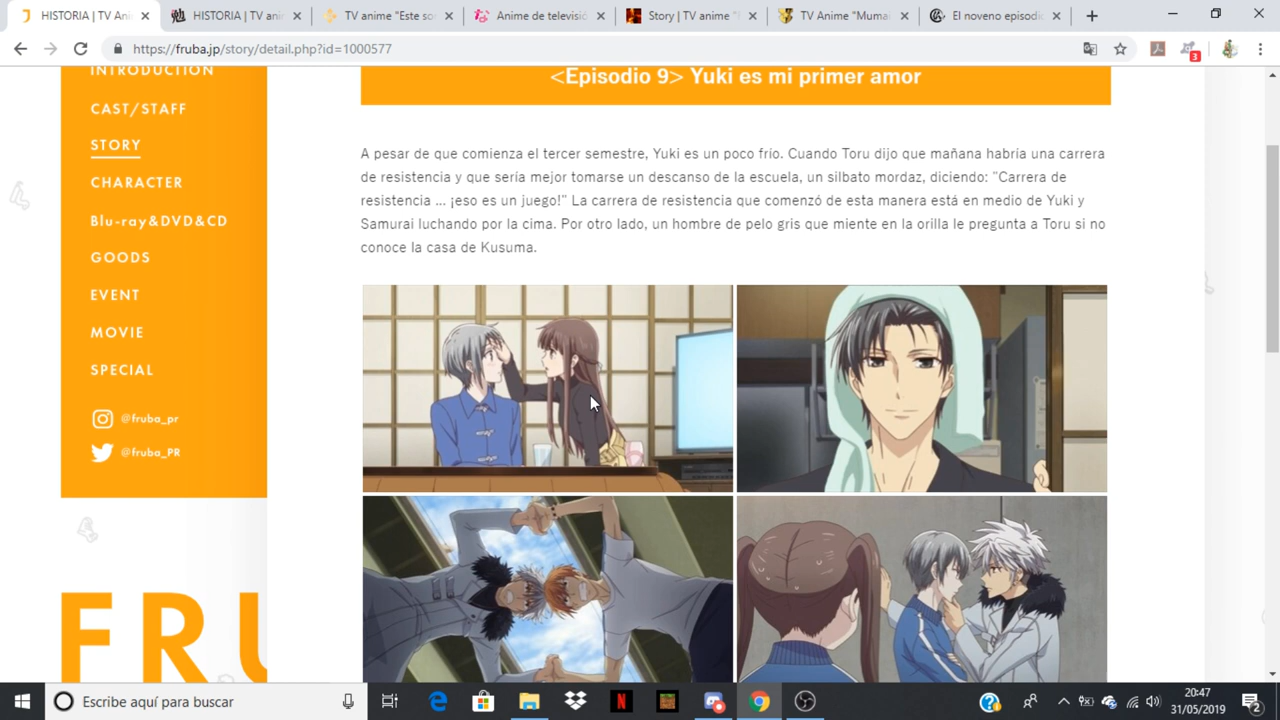 HISTORIA | TV Ani
HISTORIA | TV ani
TV anime "Este so
Anime de televisió
Story | TV anime "
TV Anime "Mumai
El noveno episodio
https://fruba.jp/story/detail.php?id=1000577
3
INTRODUCTION
CAST/STAFF
STORY
CHARACTER
Blu-ray&DVD&CD
GOODS
EVENT
MOVIE
SPECIAL
@fruba_pr
@fruba_PR
FRU
<Episodio 9> Yuki es mi primer amor
A pesar de que comienza el tercer semestre, Yuki es un poco frío. Cuando Toru dijo que mañana habría una carrera
de resistencia y que sería mejor tomarse un descanso de la escuela, un silbato mordaz, diciendo: "Carrera de
resistencia ... ¡eso es un juego!" La carrera de resistencia que comenzó de esta manera está en medio de Yuki y
Samurai luchando por la cima. Por otro lado, un hombre de pelo gris que miente en la orilla le pregunta a Toru si no
conoce la casa de Kusuma.
Escribe aquí para buscar
20:47
31/05/2019
2